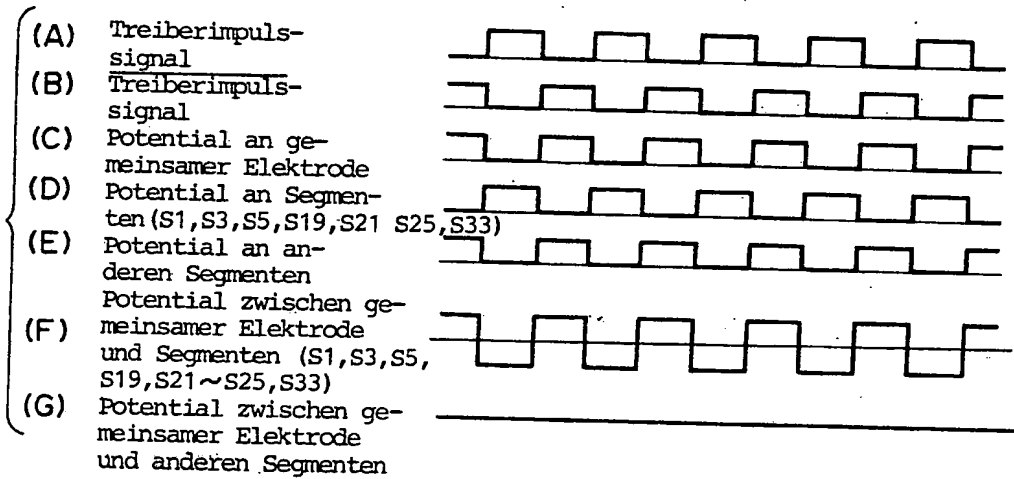 (A) Treiberimpuls-
signal
(B) Treiberimpuls-
signal
(C) Potential an ge-
meinsamer Elektrode
(D) Potential an Segmen-
ten (S1,S3,S5,S19,S21 S25,S33)
(E) Potential an an-
deren Segmenten
Potential zwischen ge-
(F) meinsamer Elektrode
und Segmenten (S1,S3,S5,
S19,S21~S25,S33)
(G) Potential zwischen ge-
meinsamer Elektrode
und anderen Segmenten